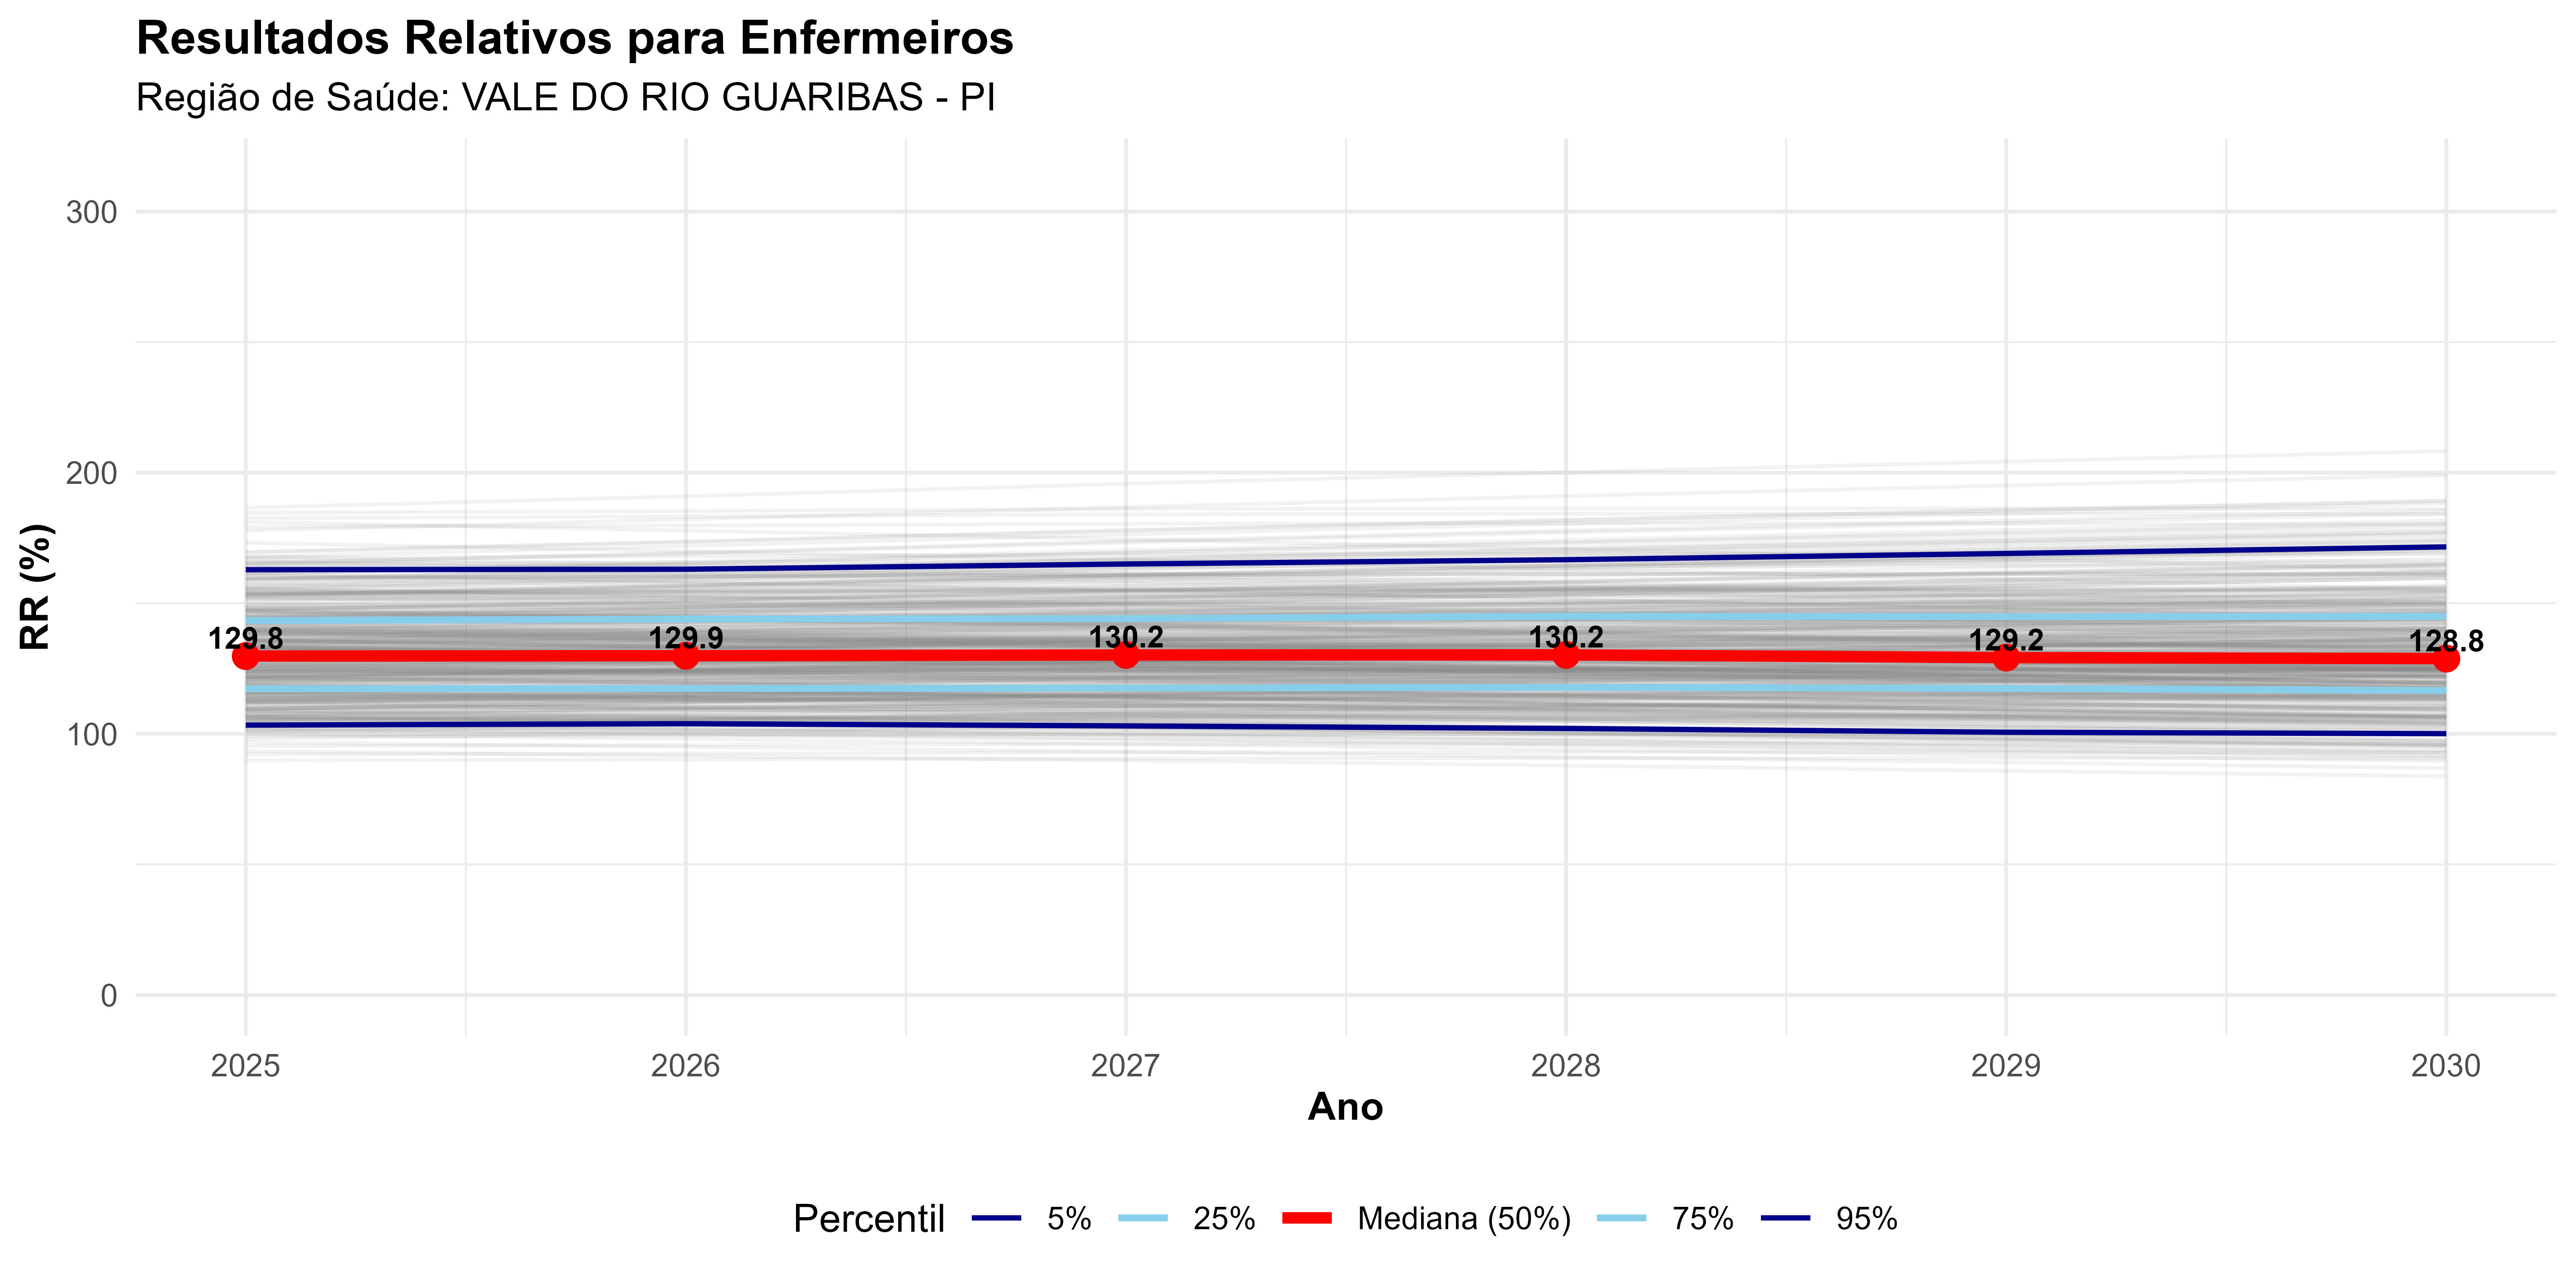 Resultados Relativos para Enfermeiros
Região de Saúde: VALE DO RIO GUARIBAS - PI
RR (%)
300
200
100
0
129.8 129.9 130.2 130.2 129.2 128.8
2025 2026 2027 2028 2029 2030
Ano
Percentil 5% 25% Mediana (50%) 75% 95%